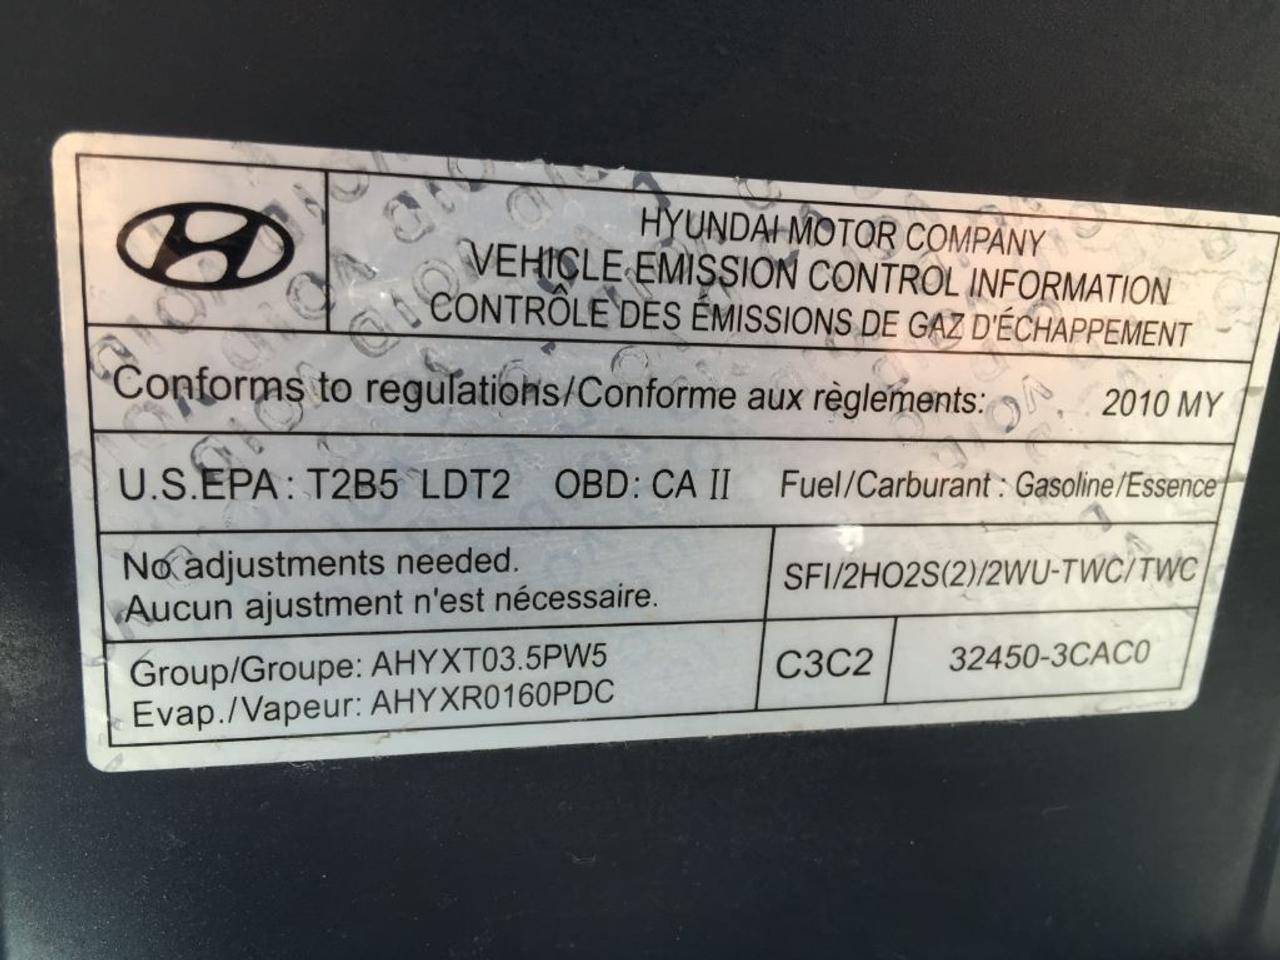 HYUNDAI MOTOR COMPANY
VEHICLE EMISSION CONTROL INFORMATION
CONTRÔLE DES ÉMISSIONS DE GAZ D'ÉCHAPPEMENT
Conforms to regulations/Conforme aux règlements: 2010 MY
U.S.EPA : T2B5 LDT2 OBD: CA II Fuel/Carburant : Gasoline/Essence
No adjustments needed.
Aucun ajustment n'est nécessaire.
SFI/2HO2S(2)/2WU-TWC/TWC
Group/Groupe: AHYXT03.5PW5
Evap./Vapeur: AHYXR0160PDC
C3C2
32450-3CAC0